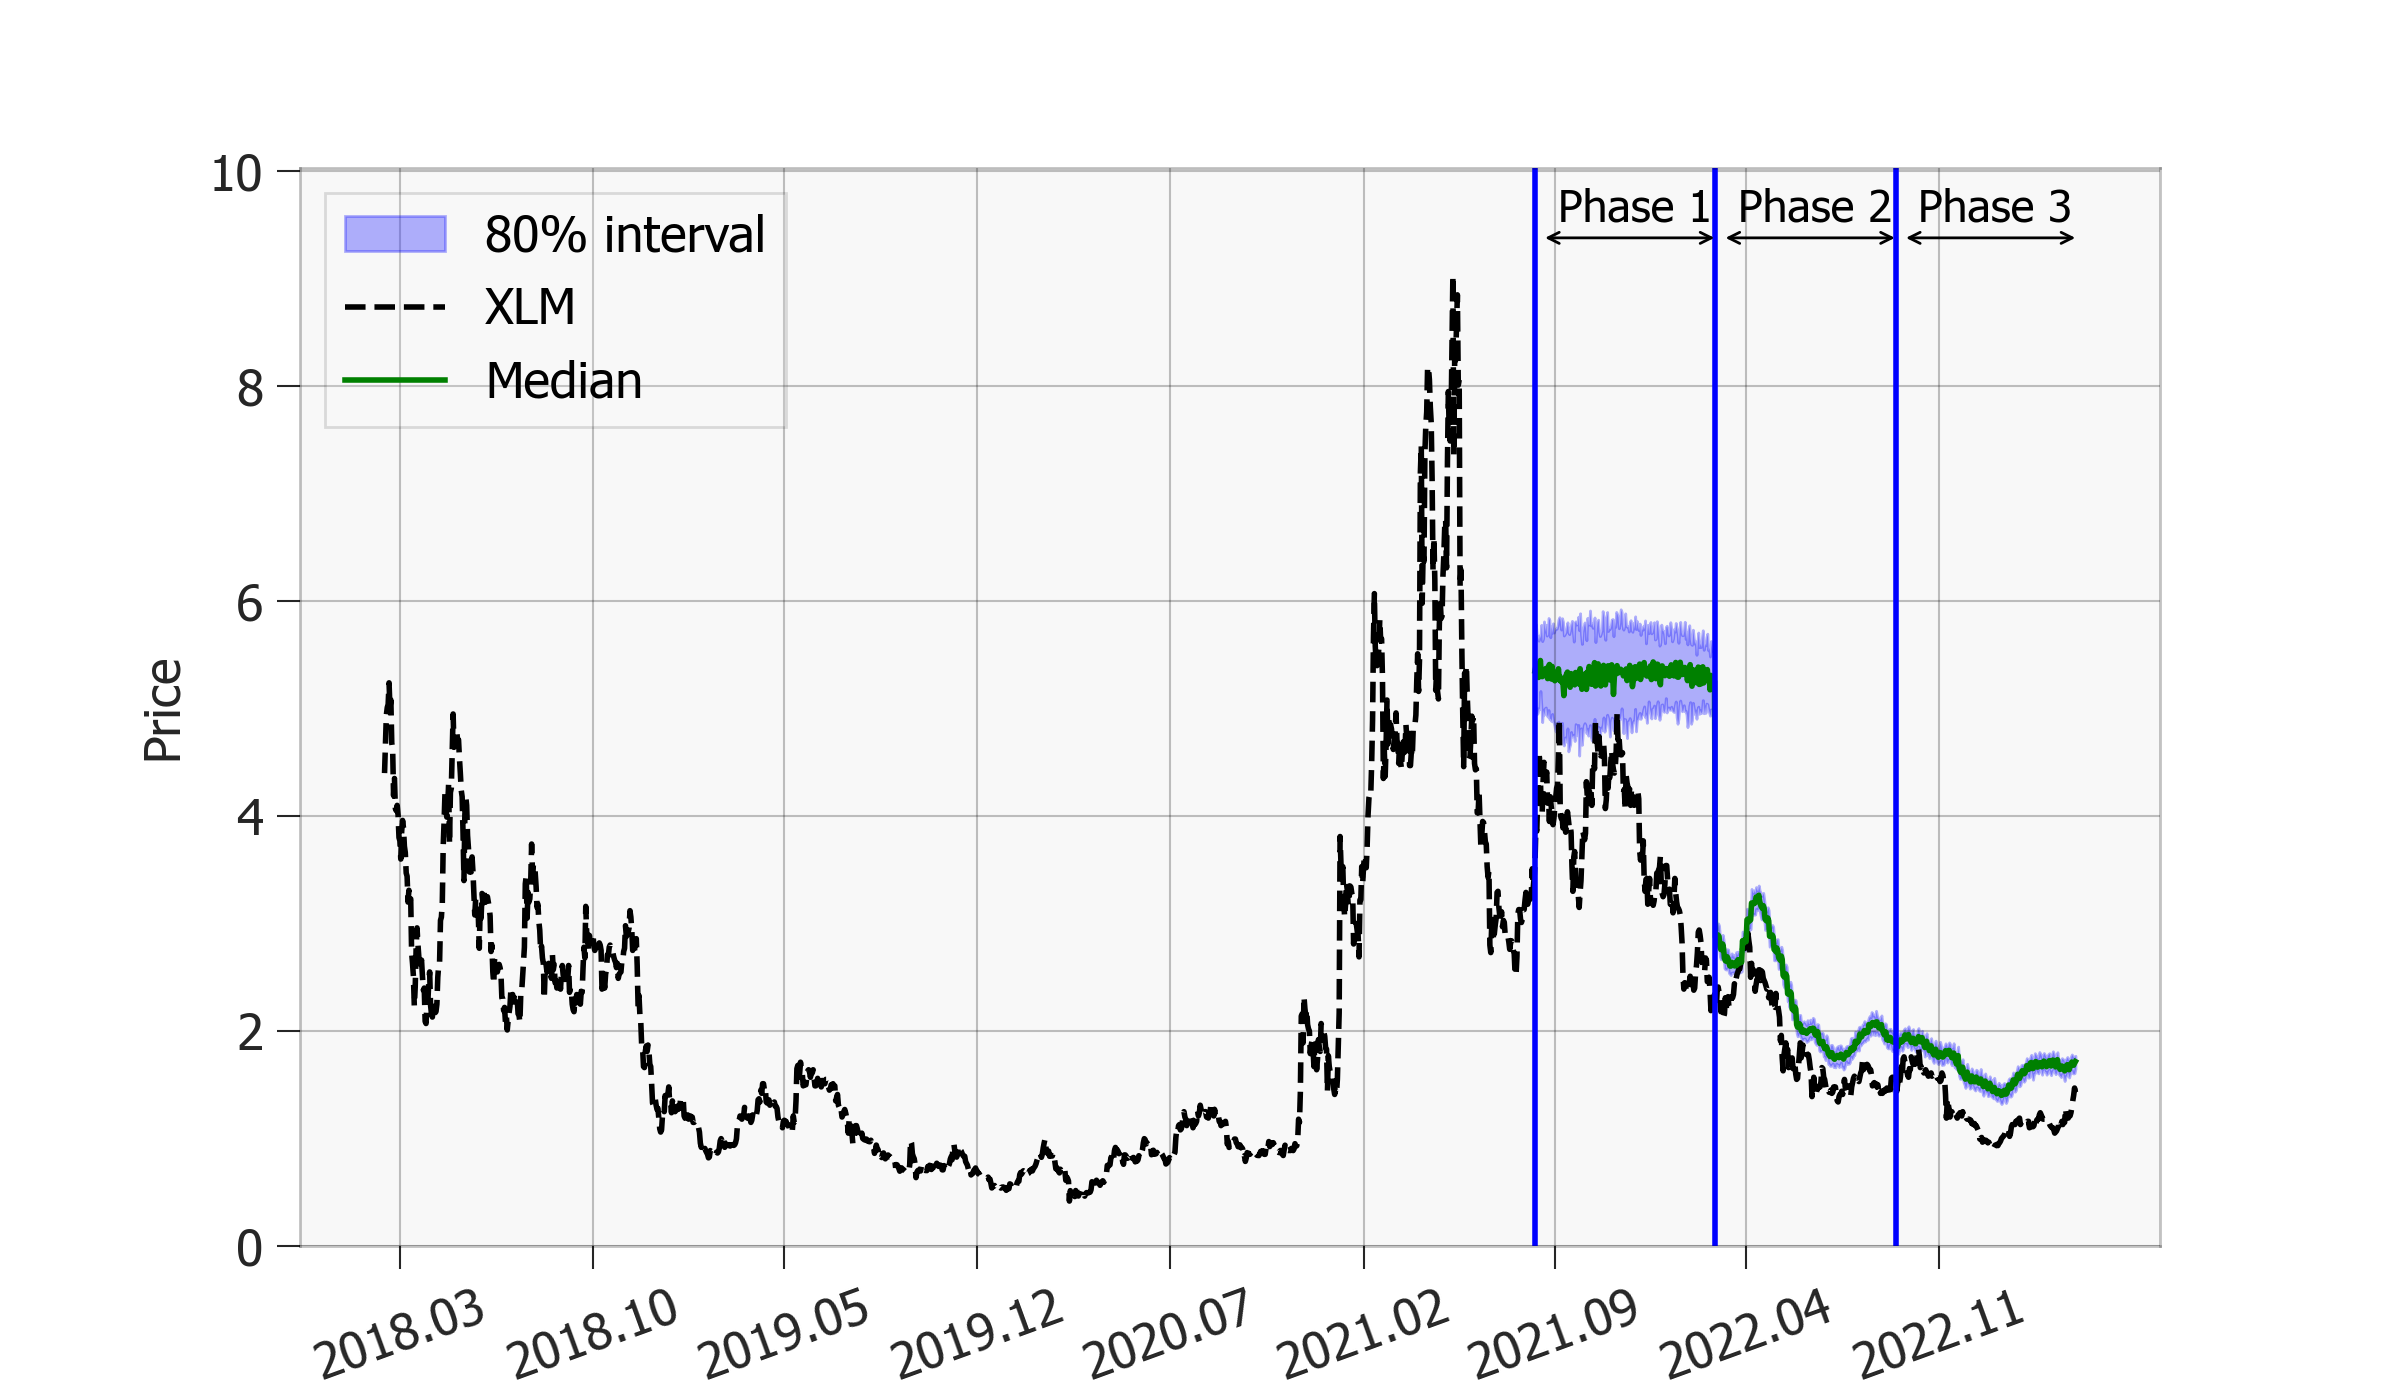 10
8
6
4
2
0
Price
80% interval
XLM
Median
Phase 1
Phase 2
Phase 3
2018.03
2018.10
2019.05
2019.12
2020.07
2021.02
2021.09
2022.04
2022.11